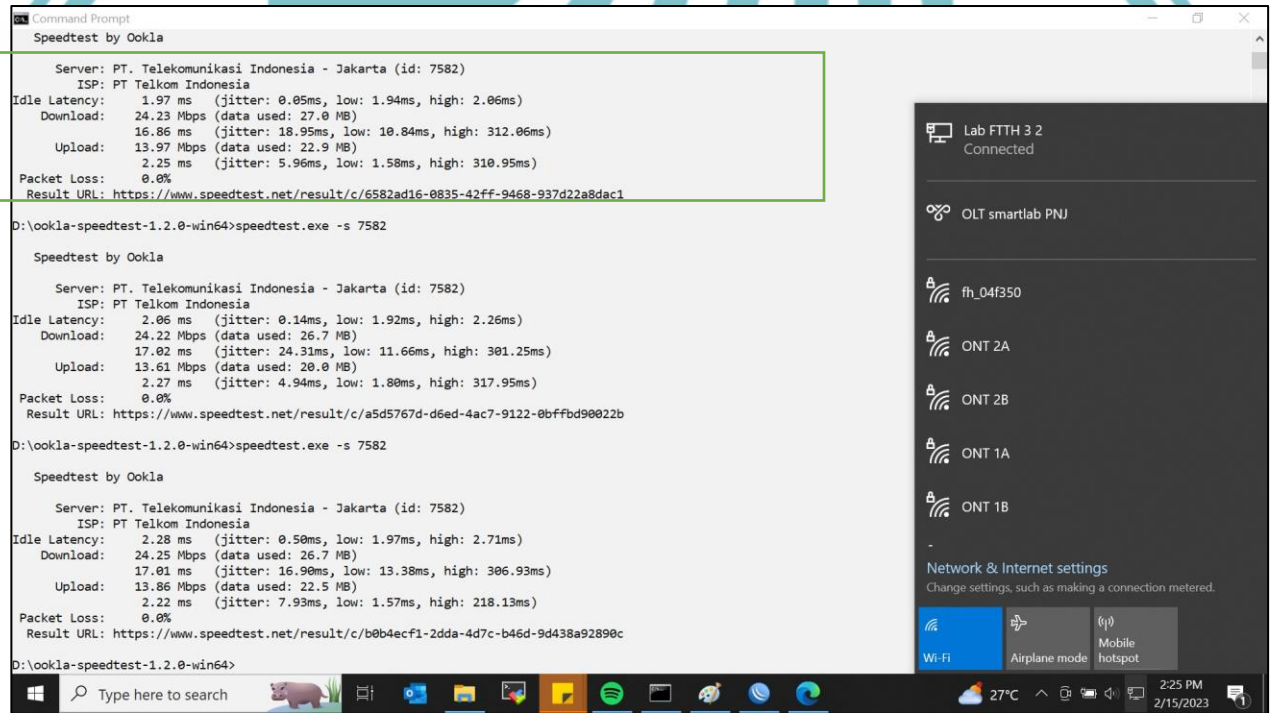 Command Prompt
Speedtest by Ookla
Server: PT. Telekomunikasi Indonesia - Jakarta (id: 7582)
ISP: PT Telkom Indonesia
Idle Latency: 1.97 ms (jitter: 0.05ms, low: 1.94ms, high: 2.06ms)
Download: 24.23 Mbps (data used: 27.0 MB)
16.86 ms (jitter: 18.95ms, low: 10.84ms, high: 312.06ms)
Upload: 13.97 Mbps (data used: 22.9 MB)
2.25 ms (jitter: 5.96ms, low: 1.58ms, high: 310.95ms)
Packet Loss: 0.0%
Result URL: https://www.speedtest.net/result/c/6582ad16-0835-42ff-9468-937d22a8dac1
D:\ookla-speedtest-1.2.0-win64>speedtest.exe -s 7582
Speedtest by Ookla
Server: PT. Telekomunikasi Indonesia - Jakarta (id: 7582)
ISP: PT Telkom Indonesia
Idle Latency: 2.06 ms (jitter: 0.14ms, low: 1.92ms, high: 2.26ms)
Download: 24.22 Mbps (data used: 26.7 MB)
17.02 ms (jitter: 24.31ms, low: 11.66ms, high: 301.25ms)
Upload: 13.61 Mbps (data used: 20.0 MB)
2.27 ms (jitter: 4.94ms, low: 1.80ms, high: 317.95ms)
Packet Loss: 0.0%
Result URL: https://www.speedtest.net/result/c/a5d5767d-d6ed-4ac7-9122-0bffbd90022b
D:\ookla-speedtest-1.2.0-win64>speedtest.exe -s 7582
Speedtest by Ookla
Server: PT. Telekomunikasi Indonesia - Jakarta (id: 7582)
ISP: PT Telkom Indonesia
Idle Latency: 2.28 ms (jitter: 0.50ms, low: 1.97ms, high: 2.71ms)
Download: 24.25 Mbps (data used: 26.7 MB)
17.01 ms (jitter: 16.90ms, low: 13.38ms, high: 306.93ms)
Upload: 13.86 Mbps (data used: 22.5 MB)
2.22 ms (jitter: 7.93ms, low: 1.57ms, high: 218.13ms)
Packet Loss: 0.0%
Result URL: https://www.speedtest.net/result/c/b0b4ecf1-2dda-4d7c-b46d-9d438a92890c
D:\ookla-speedtest-1.2.0-win64>
Lab FTTH 3 2
Connected
OLT smartlab PNJ
fh_04f350
ONT 2A
ONT 2B
ONT 1A
ONT 1B
Network & Internet settings
Change settings, such as making a connection metered.
Wi-Fi
Airplane mode
Mobile hotspot
Type here to search
27°C
2:25 PM
2/15/2023